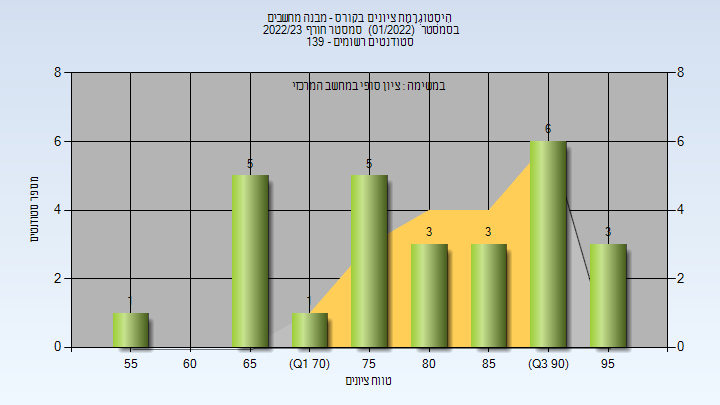 היסטוגרמת ציונים בקורס - מבנה מחשבים
בסמסטר (01/2022) סמסטר חורף 2022/23
סטודנטים רשומים - 139
במשימה : ציון סופי במחשב המרכזי
8 8
6 6
4 4
2 2
0 0
מספר סטודנטים
1 5 1 5 3 3 6 3
55 60 65 (Q1 70) 75 80 85 (Q3 90) 95
טווח ציונים